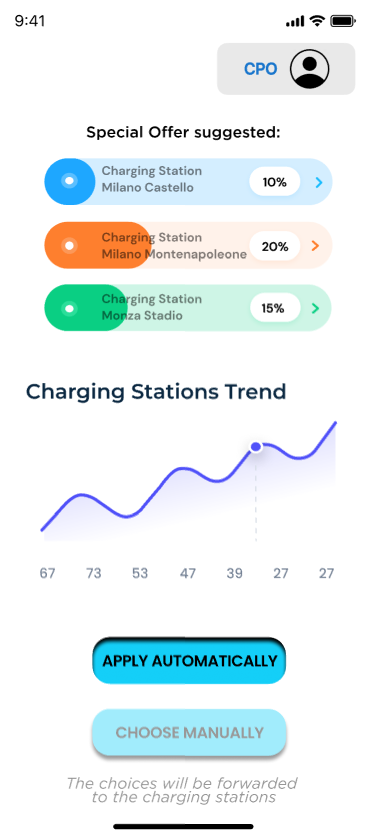 9:41
CPO
Special Offer suggested:
Charging Station
Milano Castello
10%
Charging Station
Milano Montenapoleone
20%
Charging Station
Monza Stadio
15%
Charging Stations Trend
67 73 53 47 39 27 27
APPLY AUTOMATICALLY
CHOOSE MANUALLY
The choices will be forwarded
to the charging stations